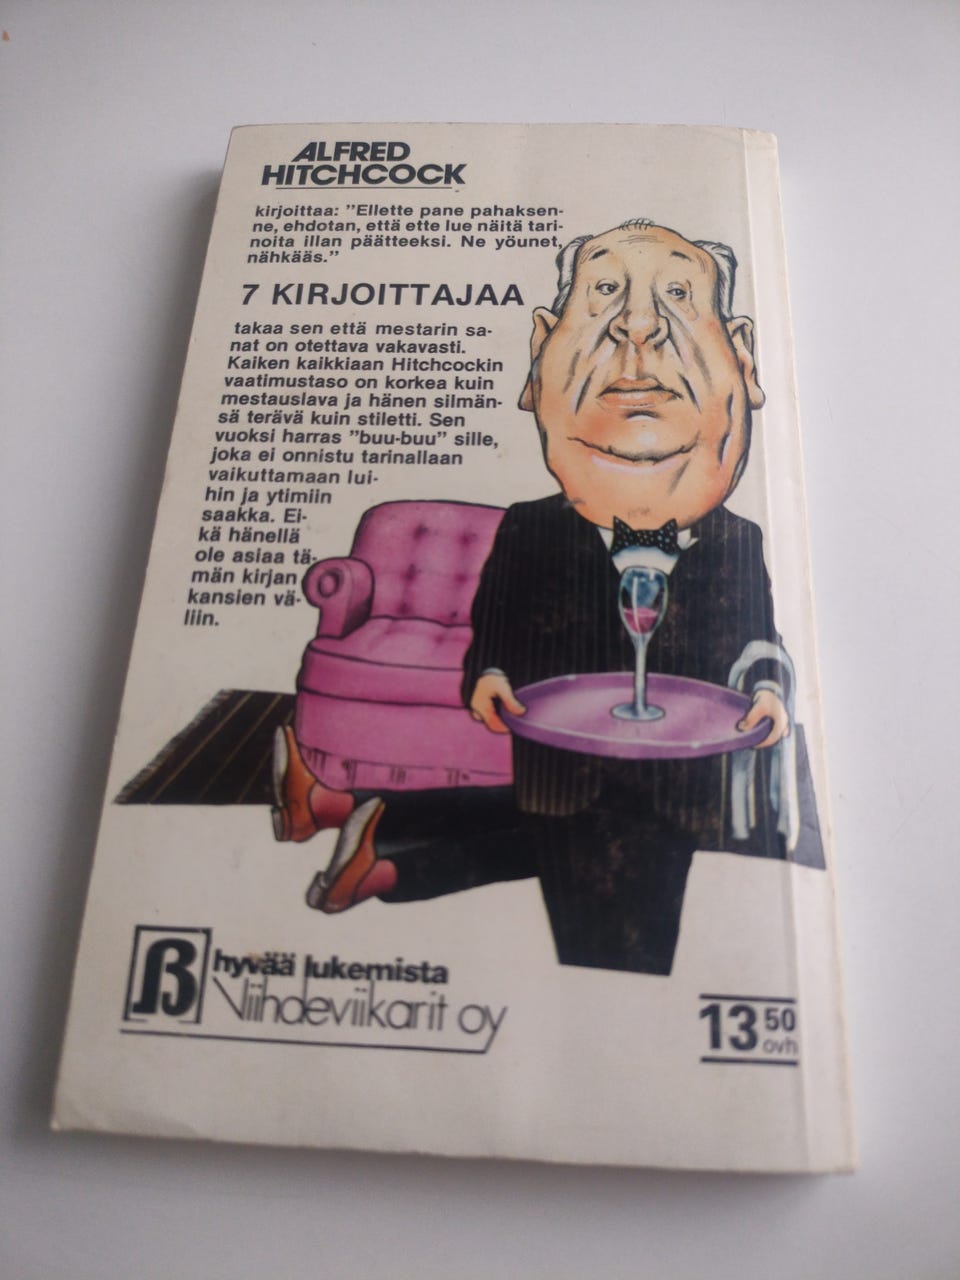 ALFRED
HITCHCOCK
kirjoittaa: "Ellette pane pahaksen-
ne, ehdotan, että ette lue näitä tari-
noita illan päätteeksi. Ne yöunet,
nähkääs."
7 KIRJOITTAJAA
takaa sen että mestarin sa-
nat on otettava vakavasti.
Kaiken kaikkiaan Hitchcockin
vaatimustaso on korkea kuin
mestauslava ja hänen silmän-
sä terävä kuin stiletti. Sen
vuoksi harras "buu-buu" sille,
joka ei onnistu tarinallaan
vaikuttamaan lui-
hin ja ytimiin
saakka. Ei-
kä hänellä
ole asiaa tä-
män kirjan
kansien vä-
liin.
B hyvää lukemista
Viihdeviikarit oy
13 50
ovh